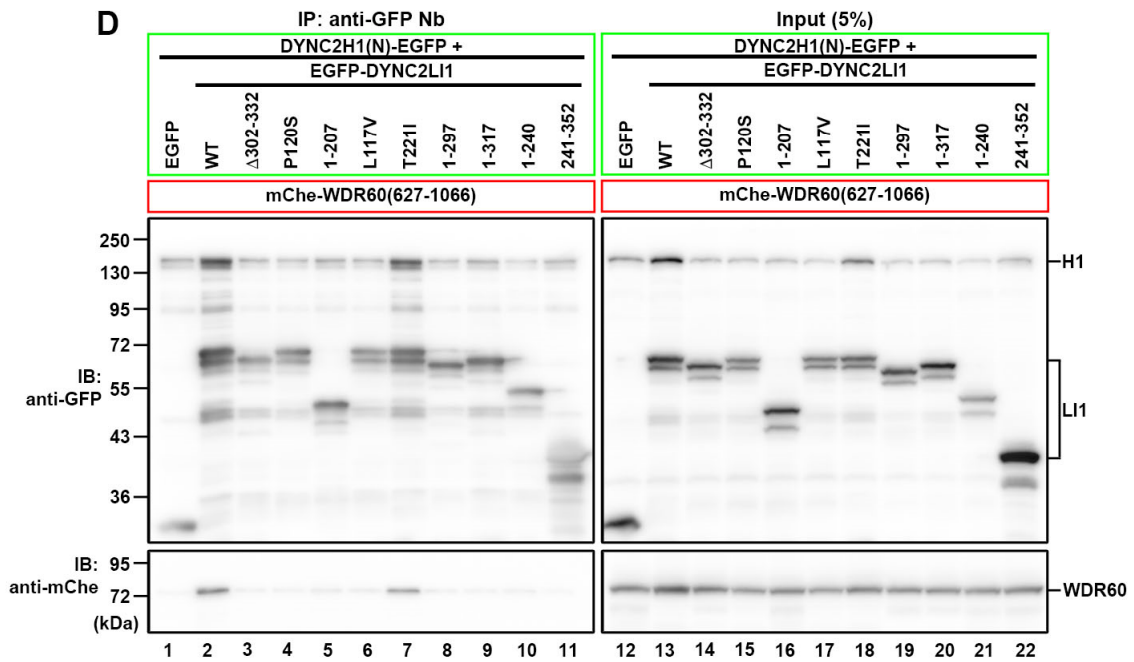 D
IP: anti-GFP Nb
Input (5%)
DYNC2H1(N)-EGFP +
DYNC2H1(N)-EGFP +
EGFP-DYNC2LI1
EGFP-DYNC2LI1
EGFP
WT
Δ302-332
P120S
1-207
L117V
T221I
1-297
1-317
1-240
241-352
EGFP
WT
Δ302-332
P120S
1-207
L117V
T221I
1-297
1-317
1-240
241-352
mChe-WDR60(627-1066)
mChe-WDR60(627-1066)
250
130
95
72
55
43
36
IB:
anti-GFP
H1
LI1
IB:
anti-mChe
95
72
(kDa)
WDR60
1 2 3 4 5 6 7 8 9 10 11 12 13 14 15 16 17 18 19 20 21 22